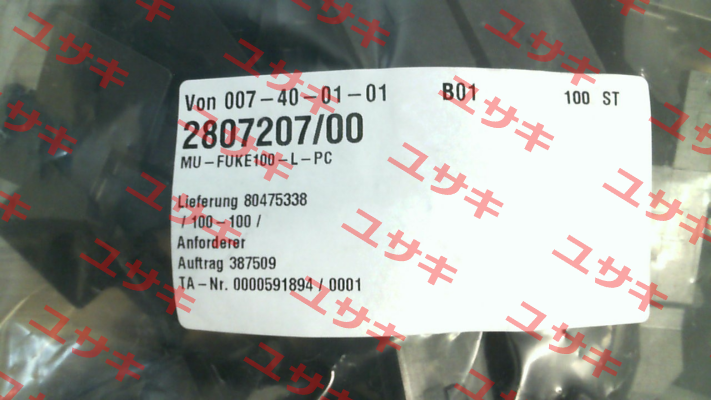 Von 007-40-01-01 B01 100 ST
2807207/00
MU-FUKE100-L-PC
Lieferung 80475338
/ 100-100 /
Anforderer
Auftrag 387509
TA-Nr. 0000591894 / 0001
ユサキ